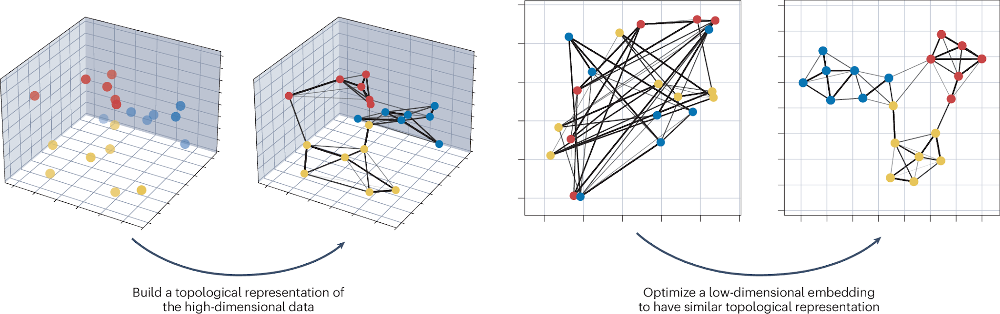 Build a topological representation of
the high-dimensional data
Optimize a low-dimensional embedding
to have similar topological representation